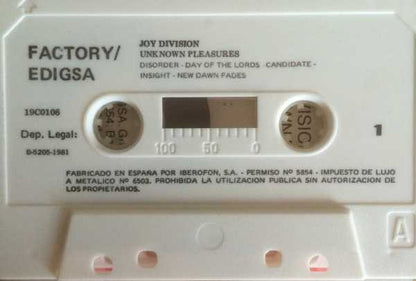 FACTORY/
EDIGSA
JOY DIVISION
UNKNOWN PLEASURES
DISORDER - DAY OF THE LORDS - CANDIDATE -
INSIGHT - NEW DAWN FADES
19C0106
Dep. Legal:
B-5205-1981
100 50 0
1
FABRICADO EN ESPAÑA POR IBEROFON, S.A. - PERMISO Nº 5854 - IMPUESTO DE LUJO
A METALICO Nº 6503. PROHIBIDA LA UTILIZACION PUBLICA SIN AUTORIZACION DE
LOS PROPIETARIOS.
A